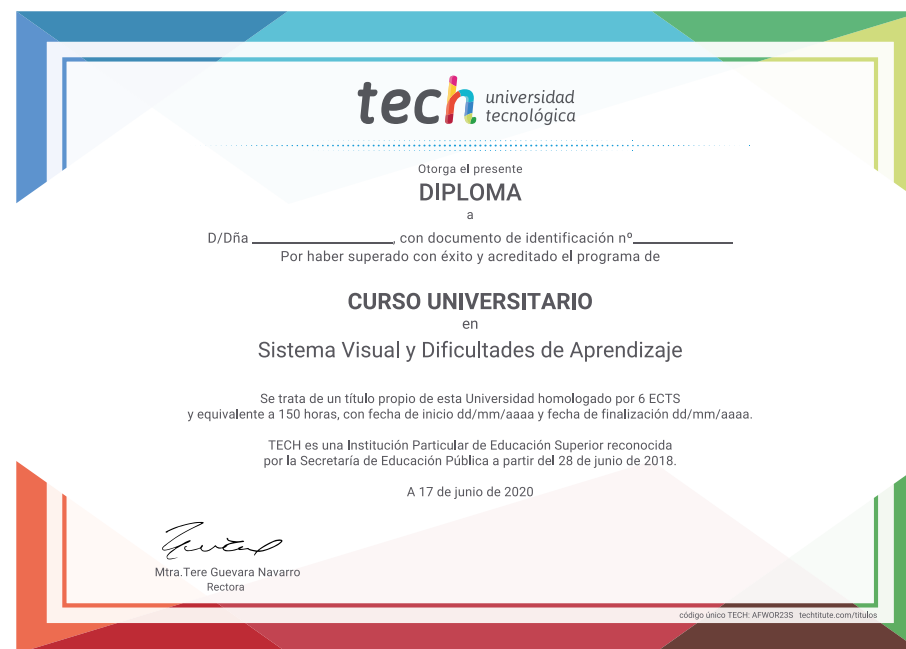 tech universidad
tecnológica
Otorga el presente
DIPLOMA
a
D/Dña ____________________, con documento de identificación nº______________
Por haber superado con éxito y acreditado el programa de
CURSO UNIVERSITARIO
en
Sistema Visual y Dificultades de Aprendizaje
Se trata de un título propio de esta Universidad homologado por 6 ECTS
y equivalente a 150 horas, con fecha de inicio dd/mm/aaaa y fecha de finalización dd/mm/aaaa.
TECH es una Institución Particular de Educación Superior reconocida
por la Secretaría de Educación Pública a partir del 28 de junio de 2018.
A 17 de junio de 2020
Mtra.Tere Guevara Navarro
Rectora
código único TECH: AFWOR23S techtitute.com/titulos